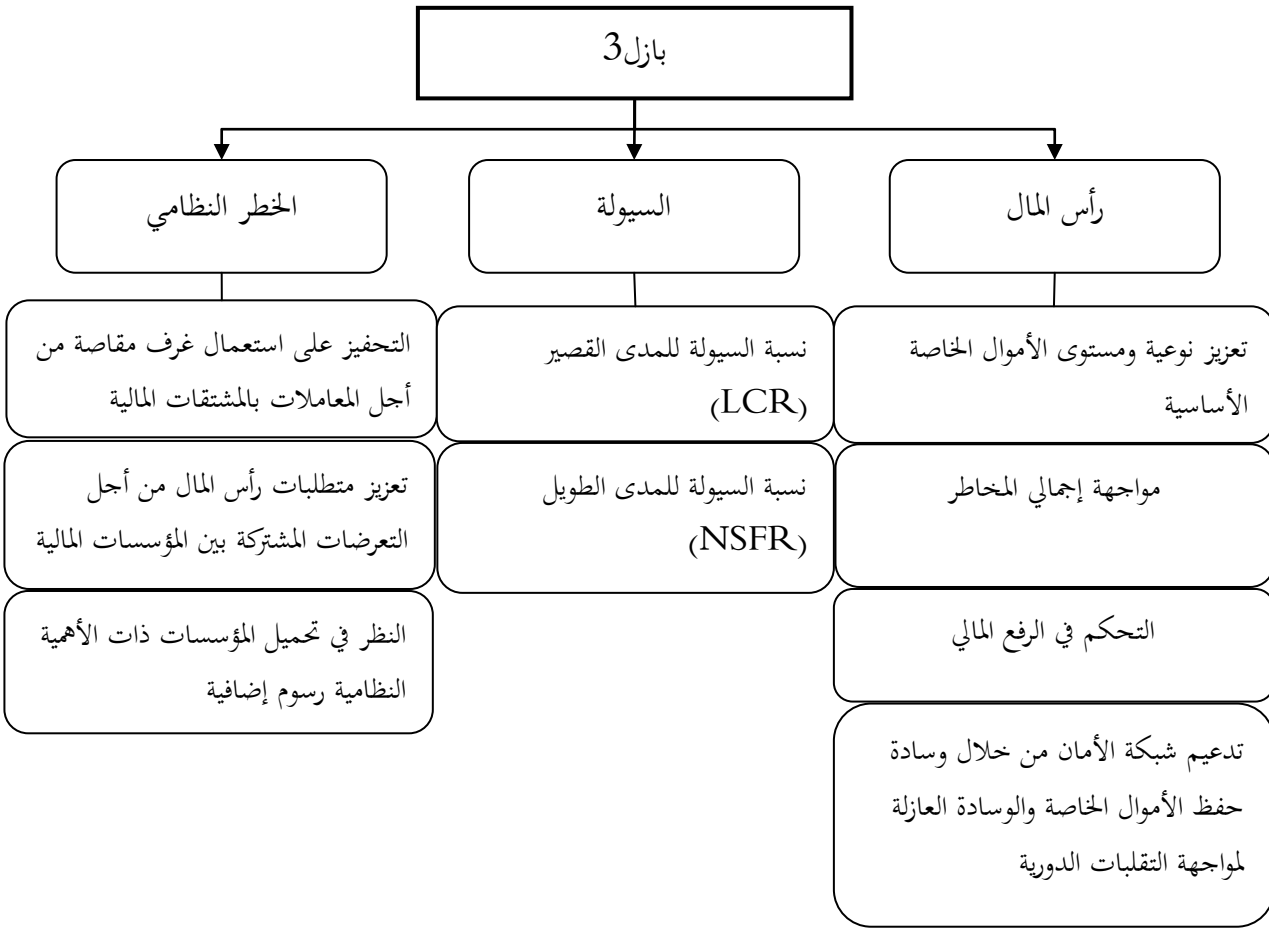 بازل3
رأس المال
السيولة
الخطر النظامي
تعزيز نوعية ومستوى الأموال الخاصة
الأساسية
مواجهة إجمالي المخاطر
التحكم في الرفع المالي
تدعيم شبكة الأمان من خلال وسادة
حفظ الأموال الخاصة والوسادة العازلة
لمواجهة التقلبات الدورية
نسبة السيولة للمدى القصير
(LCR)
نسبة السيولة للمدى الطويل
(NSFR)
التحفيز على استعمال غرف مقاصة من
أجل المعاملات بالمشتقات المالية
تعزيز متطلبات رأس المال من أجل
التعرضات المشتركة بين المؤسسات المالية
النظر في تحميل المؤسسات ذات الأهمية
النظامية رسوم إضافية